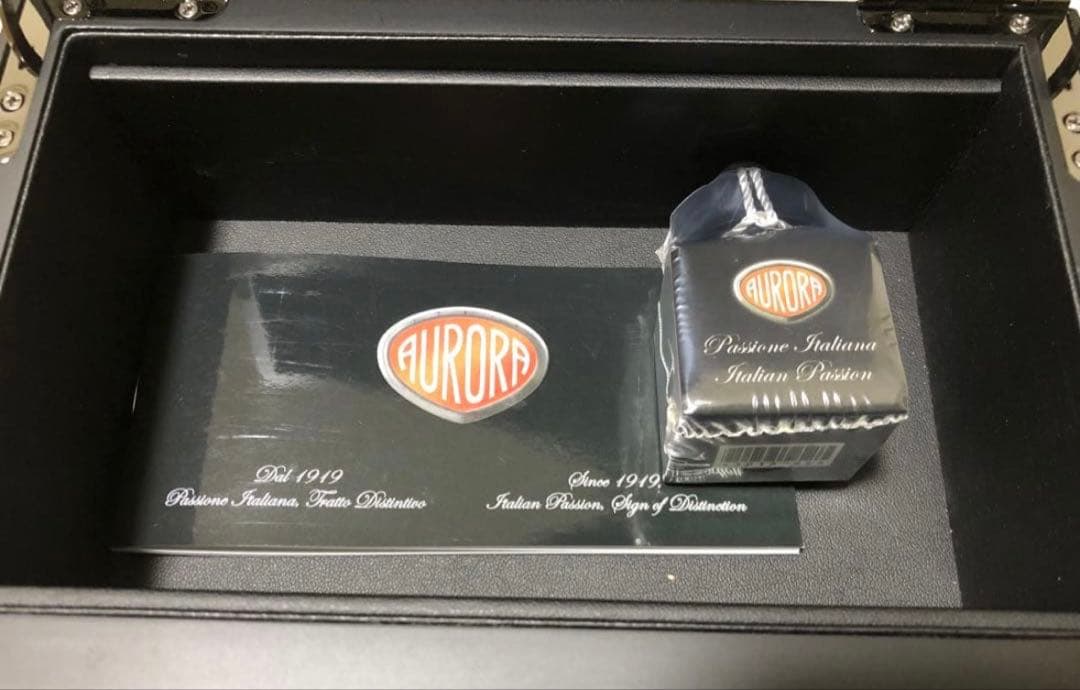 AURORA
Dal 1919
Passione Italiana, Tratto Distintivo
Since 1919,
Italian Passion, Sign of Distinction
AURORA
Passione Italiana
Italian Passion